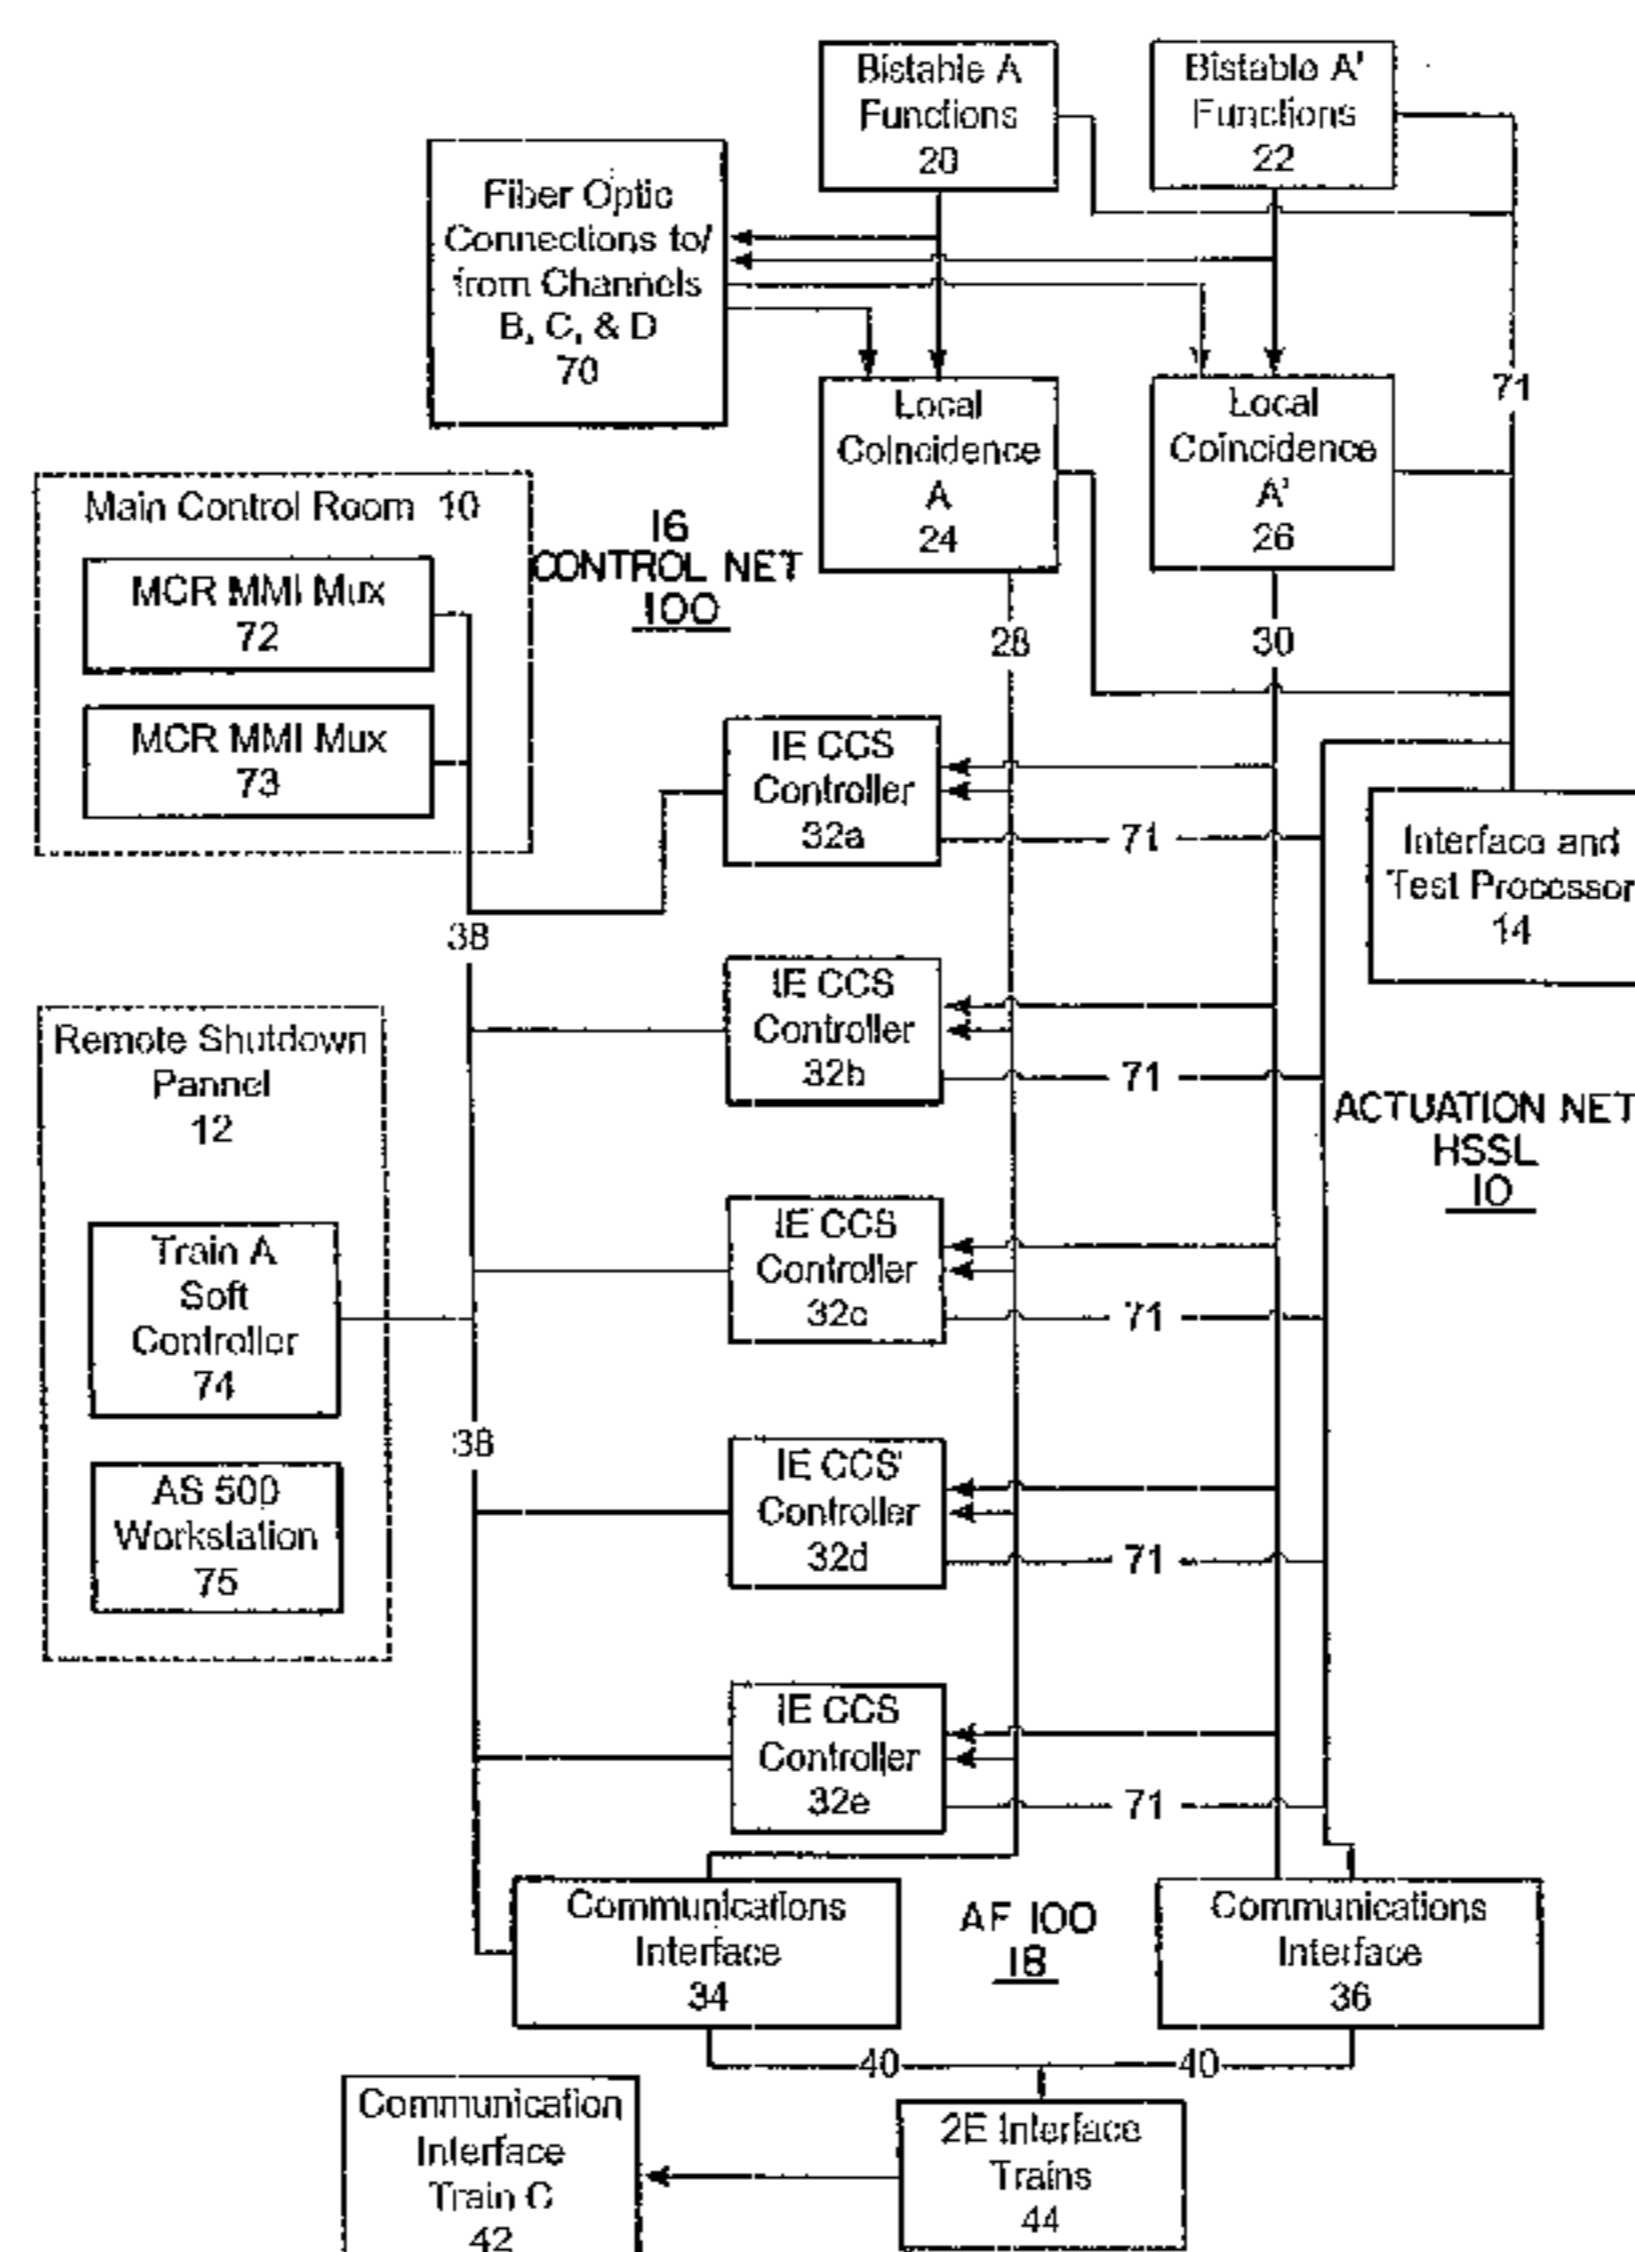 Bistable A
Functions
20
Bistable A'
Functions
22
Fiber Optic
Connections to/
from Channels
B, C, & D
70
Local
Coincidence
A
24
Local
Coincidence
A'
26
71
Main Control Room 10
MCR MMI Mux
72
MCR MMI Mux
73
16
CONTROL NET
100
28
30
IE CCS
Controller
32a
71
Interface and
Test Processor
14
38
IE CCS
Controller
32b
71
Remote Shutdown
Pannel
12
ACTUATION NET
HSSL
10
Train A
Soft
Controller
74
IE CCS
Controller
32c
71
38
AS 500
Workstation
75
IE CCS'
Controller
32d
71
IE CCS
Controller
32e
71
Communications
Interface
34
AF 100
18
Communications
Interface
36
40
40
Communication
Interface
Train C
42
2E Interface
Trains
44